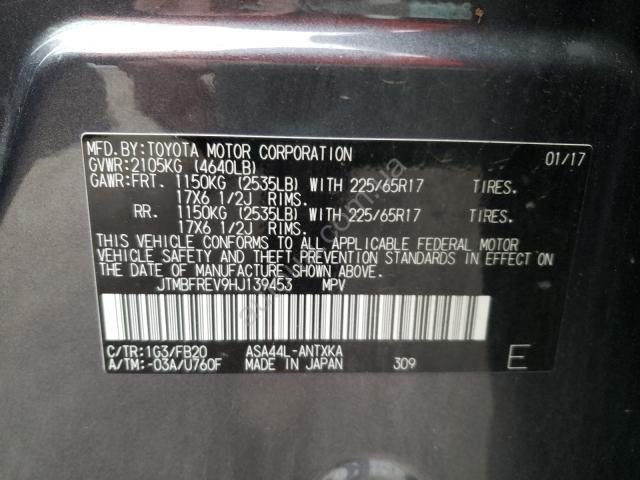 MFD.BY:TOYOTA MOTOR CORPORATION 01/17
GVWR:2105KG (4640LB)
GAWR:FRT. 1150KG (2535LB) WITH 225/65R17 TIRES.
17X6 1/2J RIMS.
RR. 1150KG (2535LB) WITH 225/65R17 TIRES.
17X6 1/2J RIMS.
THIS VEHICLE CONFORMS TO ALL APPLICABLE FEDERAL MOTOR
VEHICLE SAFETY AND THEFT PREVENTION STANDARDS IN EFFECT
ON THE DATE OF MANUFACTURE SHOWN ABOVE.
JTMBFREV9HJ139453 MPV
C/TR:1G3/FB20 ASA44L-ANTXKA
A/TM:-03A/U760F MADE IN JAPAN 309 E